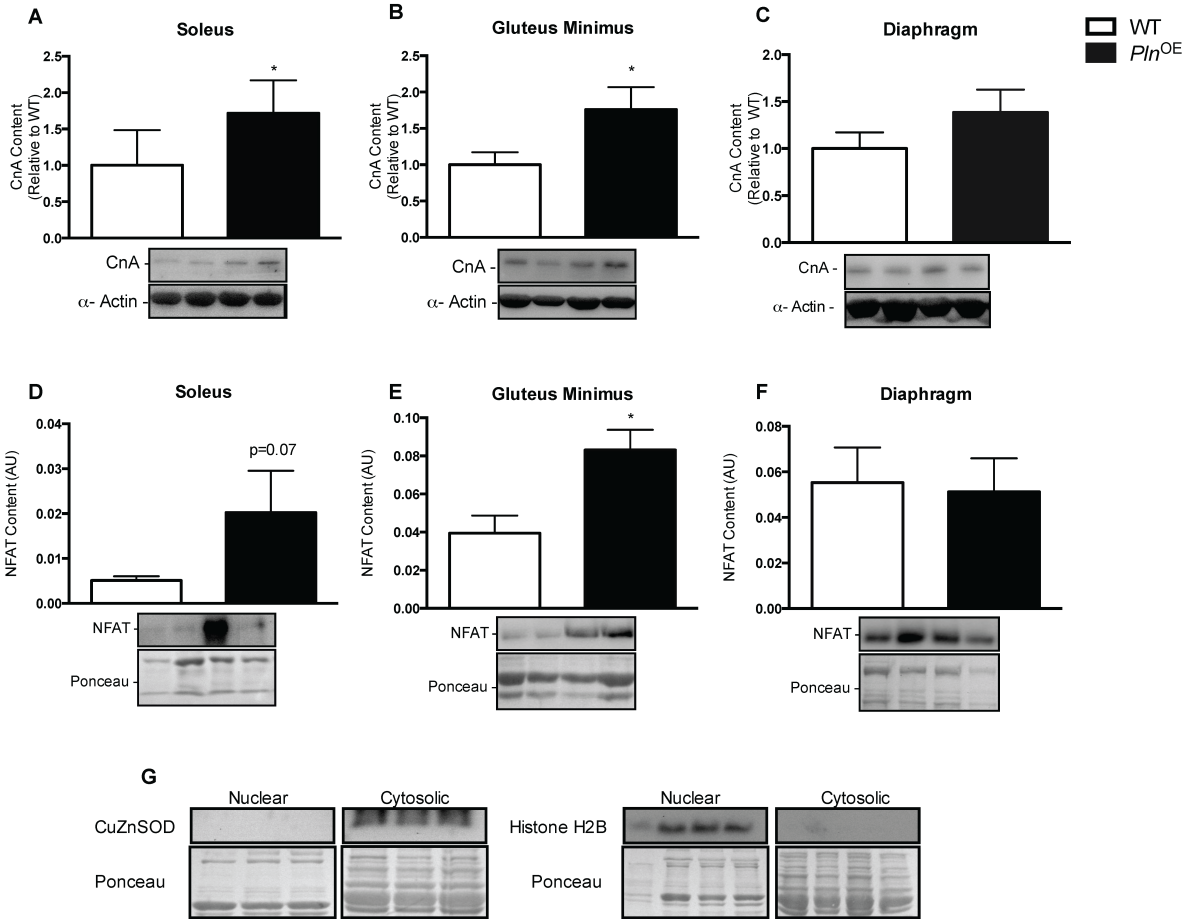 A
Soleus
2.5
2.0
1.5
1.0
0.5
0.0
CnA Content
(Relative to WT)
*
CnA -
α- Actin -
B
Gluteus Minimus
2.5
2.0
1.5
1.0
0.5
0.0
CnA Content
(Relative to WT)
*
CnA -
α- Actin -
C
Diaphragm
2.0
1.5
1.0
0.5
0.0
CnA Content
(Relative to WT)
CnA -
α- Actin -
WT
PlnOE
D
Soleus
0.04
0.03
0.02
0.01
0.00
NFAT Content (AU)
p=0.07
NFAT -
Ponceau -
E
Gluteus Minimus
0.10
0.08
0.06
0.04
0.02
0.00
NFAT Content (AU)
*
NFAT -
Ponceau -
F
Diaphragm
0.08
0.06
0.04
0.02
0.00
NFAT Content (AU)
NFAT -
Ponceau -
G
Nuclear Cytosolic
CuZnSOD
Ponceau
Nuclear Cytosolic
Histone H2B
Ponceau